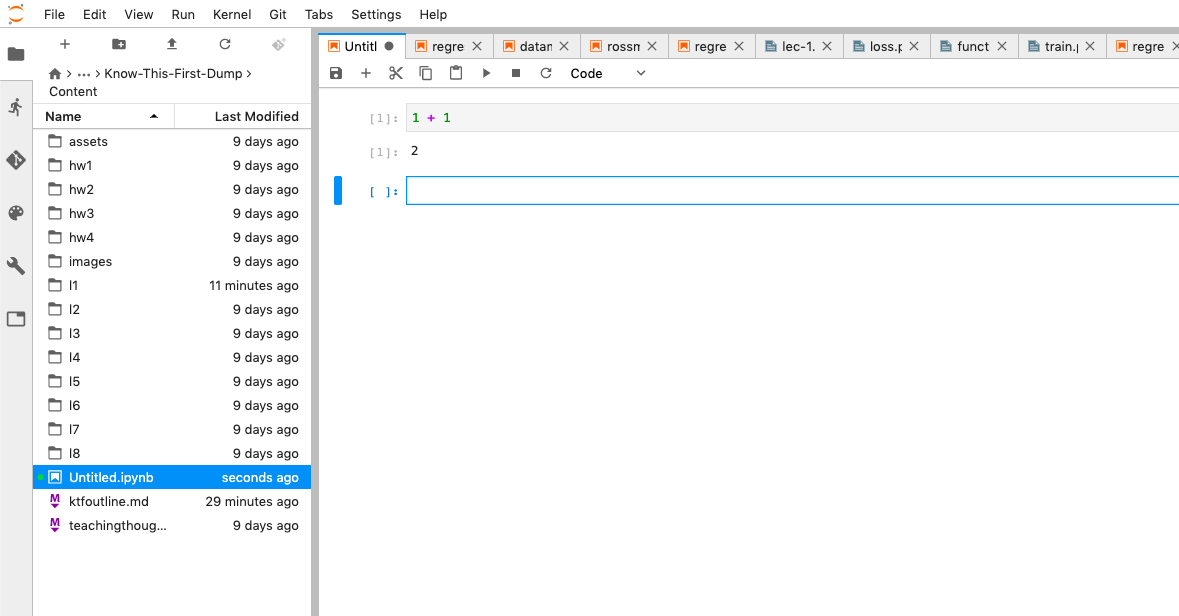 File Edit View Run Kernel Git Tabs Settings Help
… > Know-This-First-Dump >
Content
Name Last Modified
assets 9 days ago
hw1 9 days ago
hw2 9 days ago
hw3 9 days ago
hw4 9 days ago
images 9 days ago
l1 11 minutes ago
l2 9 days ago
l3 9 days ago
l4 9 days ago
l5 9 days ago
l6 9 days ago
l7 9 days ago
l8 9 days ago
Untitled.ipynb seconds ago
M ktfoutline.md 29 minutes ago
M teachingthoug... 9 days ago
Untitl regre datan rossm regre lec-1. loss.p funct train. regre
Code
[1]: 1 + 1
[1]: 2
[ ]: